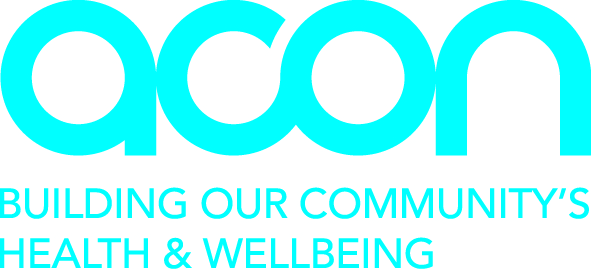 acon
BUILDING OUR COMMUNITY'S
HEALTH & WELLBEING